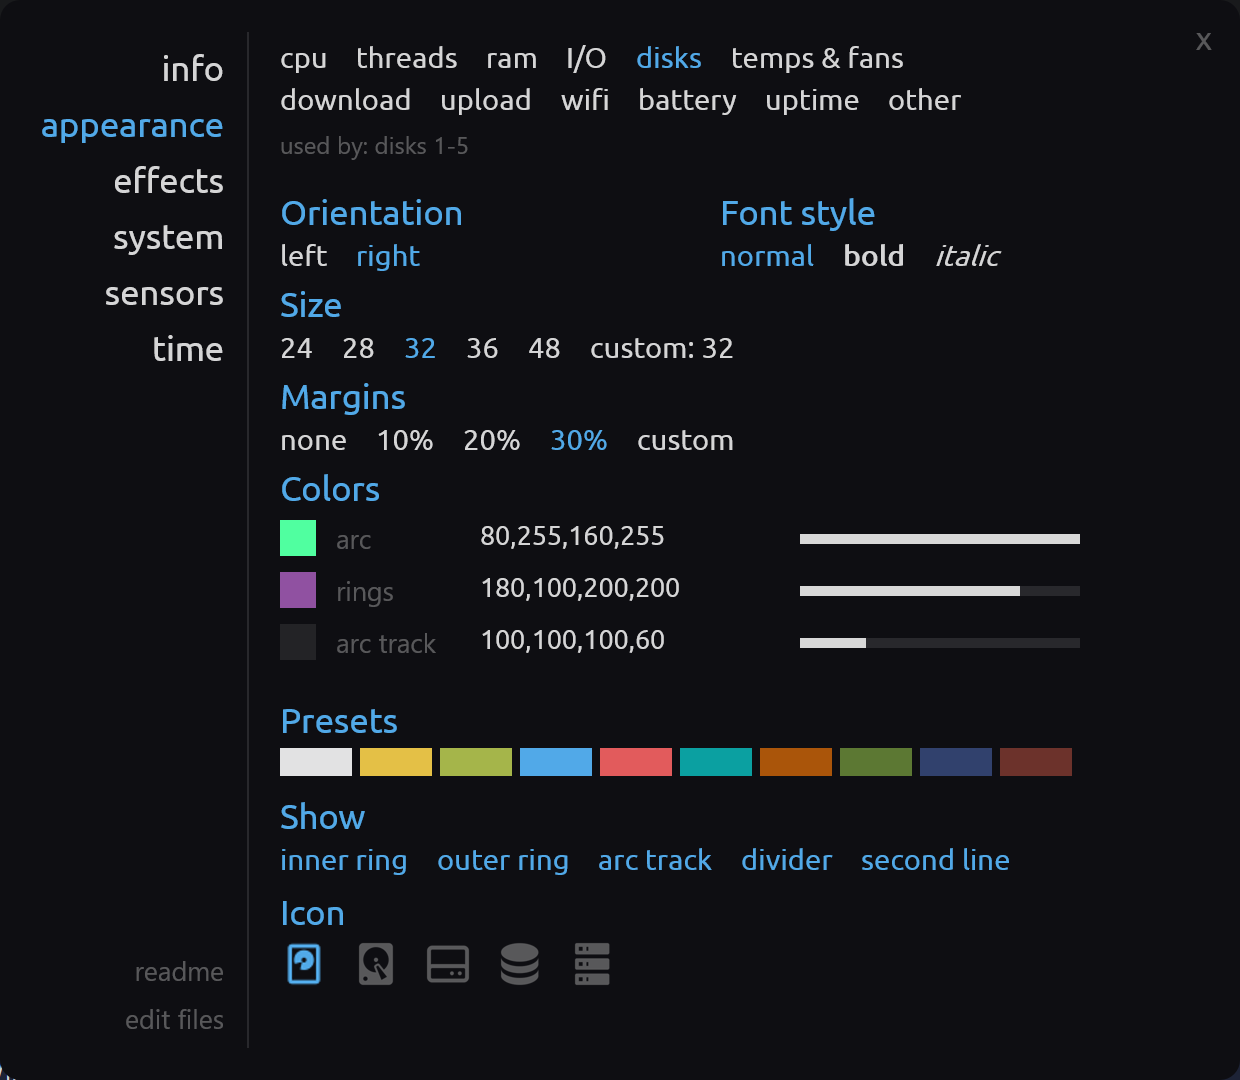 info
appearance
effects
system
sensors
time
readme
edit files
x
cpu threads ram I/O disks temps & fans
download upload wifi battery uptime other
used by: disks 1-5
Orientation
left right
Font style
normal bold italic
Size
24 28 32 36 48 custom: 32
Margins
none 10% 20% 30% custom
Colors
arc 80,255,160,255
rings 180,100,200,200
arc track 100,100,100,60
Presets
Show
inner ring outer ring arc track divider second line
Icon